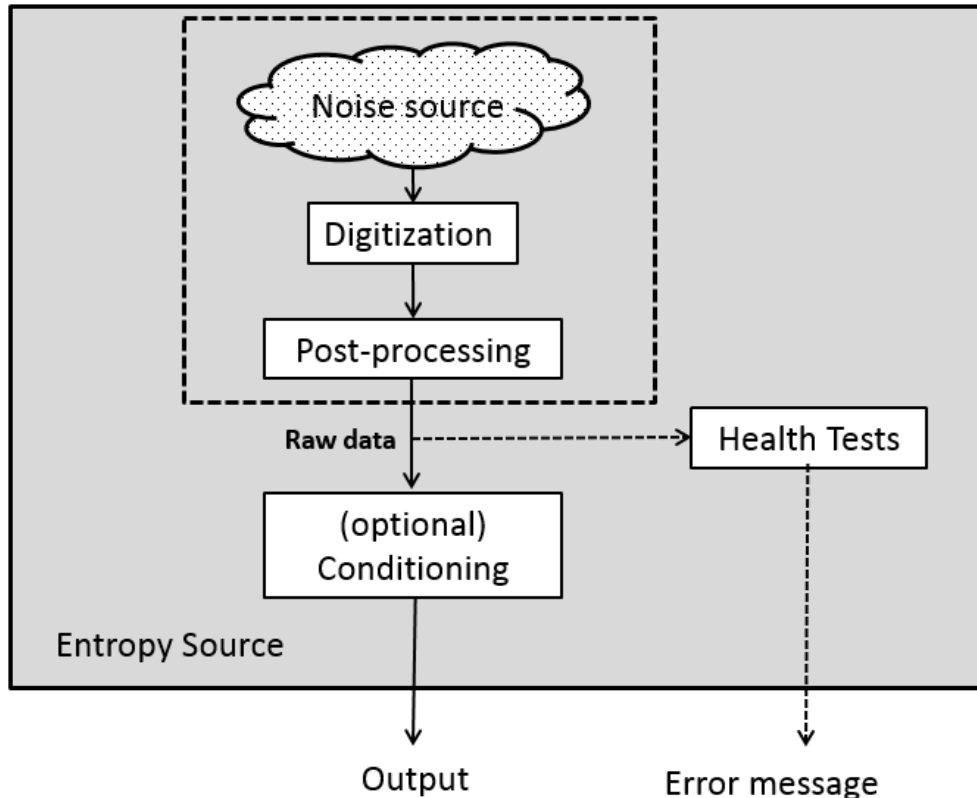 Noise source
Digitization
Post-processing
Raw data
Health Tests
(optional)
Conditioning
Entropy Source
Output
Error message